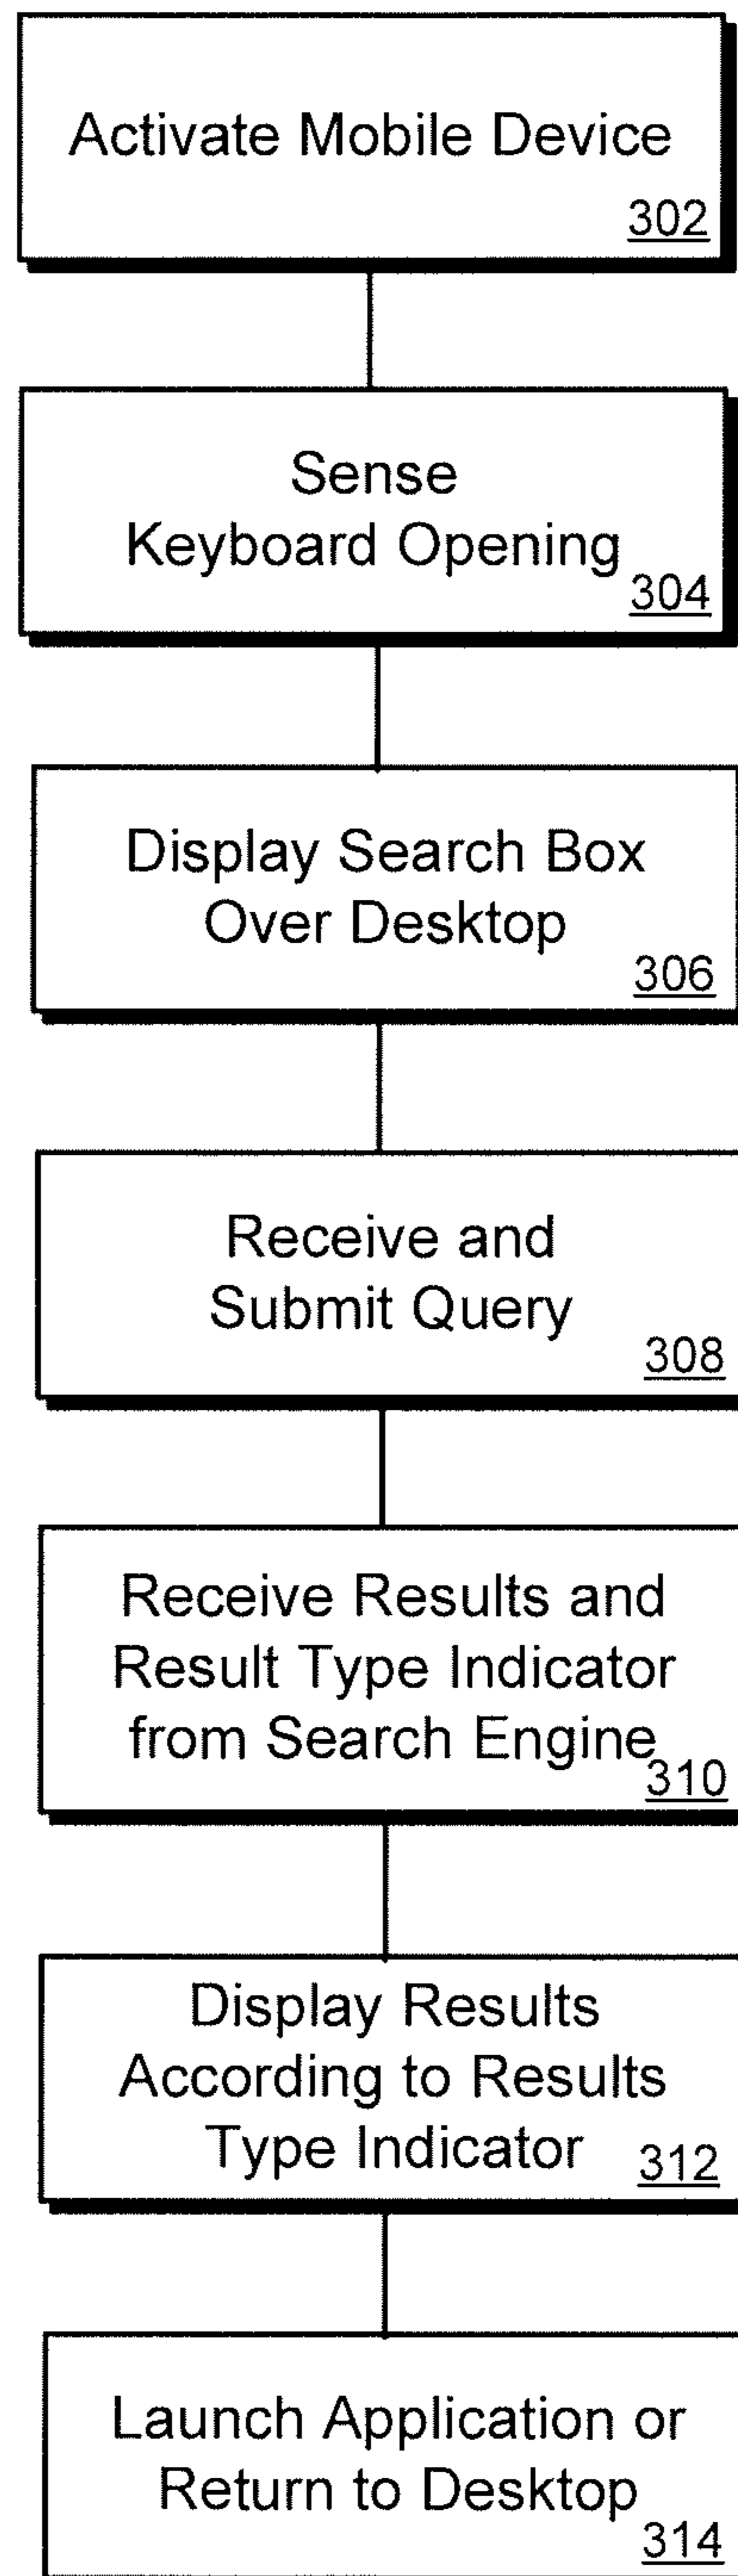 Activate Mobile Device
302
Sense
Keyboard Opening
304
Display Search Box
Over Desktop
306
Receive and
Submit Query
308
Receive Results and
Result Type Indicator
from Search Engine
310
Display Results
According to Results
Type Indicator
312
Launch Application or
Return to Desktop
314